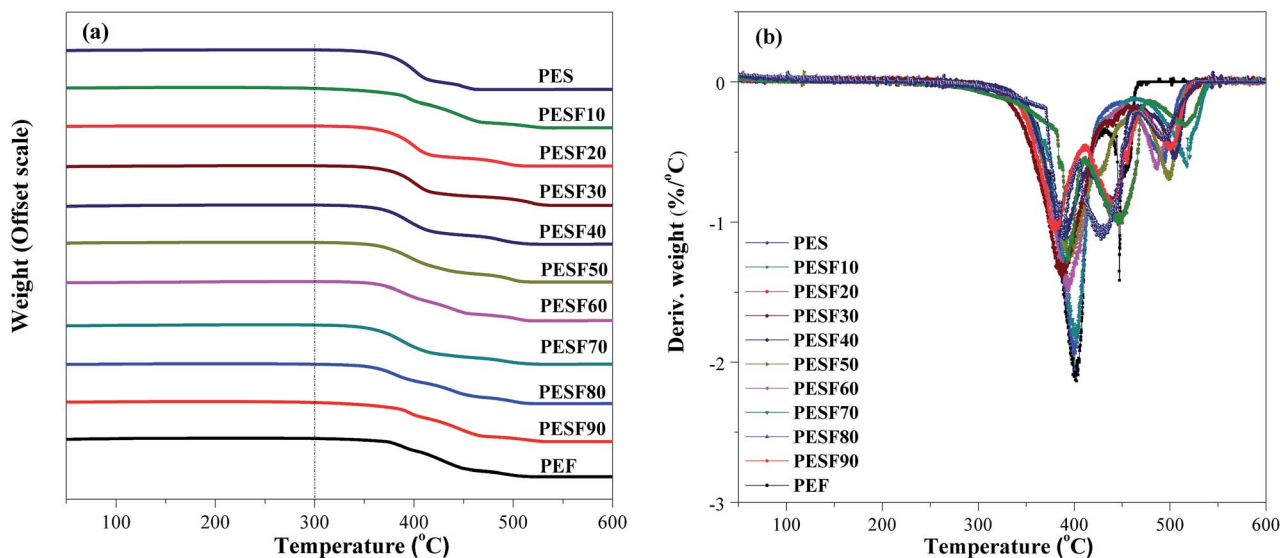 (a)
Weight (Offset scale)
PES
PESF10
PESF20
PESF30
PESF40
PESF50
PESF60
PESF70
PESF80
PESF90
PEF
100 200 300 400 500 600
Temperature (°C)
(b)
Deriv. weight (%/°C)
0
-1
-2
-3
PES
PESF10
PESF20
PESF30
PESF40
PESF50
PESF60
PESF70
PESF80
PESF90
PEF
100 200 300 400 500 600
Temperature (°C)